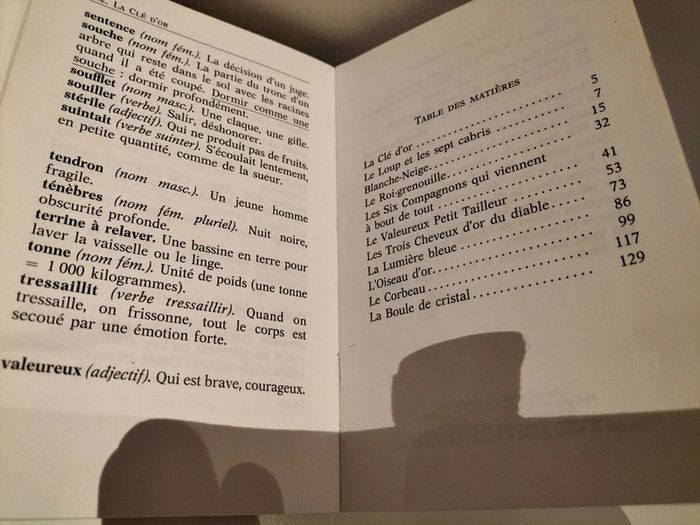 LA CLÉ D'OR
sentence (nom fém.). La décision d'un juge.
souche (nom fém.). La partie du tronc d'un
arbre qui reste dans le sol avec les racines
quand il a été coupé. Dormir comme une
souche : dormir profondément.
soufflet (nom masc.). Une claque, une gifle.
souiller (verbe). Salir, déshonorer.
stérile (adjectif). Qui ne produit pas de fruits.
suintait (verbe suinter). S'écoulait lentement,
en petite quantité, comme de la sueur.
tendron (nom masc.). Un jeune homme
fragile.
ténèbres (nom fém. pluriel). Nuit noire,
obscurité profonde.
terrine à relaver. Une bassine en terre pour
laver la vaisselle ou le linge.
tonne (nom fém.). Unité de poids (une tonne
= 1 000 kilogrammes).
tressaillit (verbe tressaillir). Quand on
tressaille, on frissonne, tout le corps est
secoué par une émotion forte.
valeureux (adjectif). Qui est brave, courageux.
TABLE DES MATIÈRES
La Clé d'or 5
Le Loup et les sept cabris 7
Blanche-Neige 15
Le Roi-grenouille 32
Les Six Compagnons qui viennent
à bout de tout 41
Le Valeureux Petit Tailleur 53
Les Trois Cheveux d'or du diable 73
La Lumière bleue 86
L'Oiseau d'or 99
Le Corbeau 117
La Boule de cristal 129